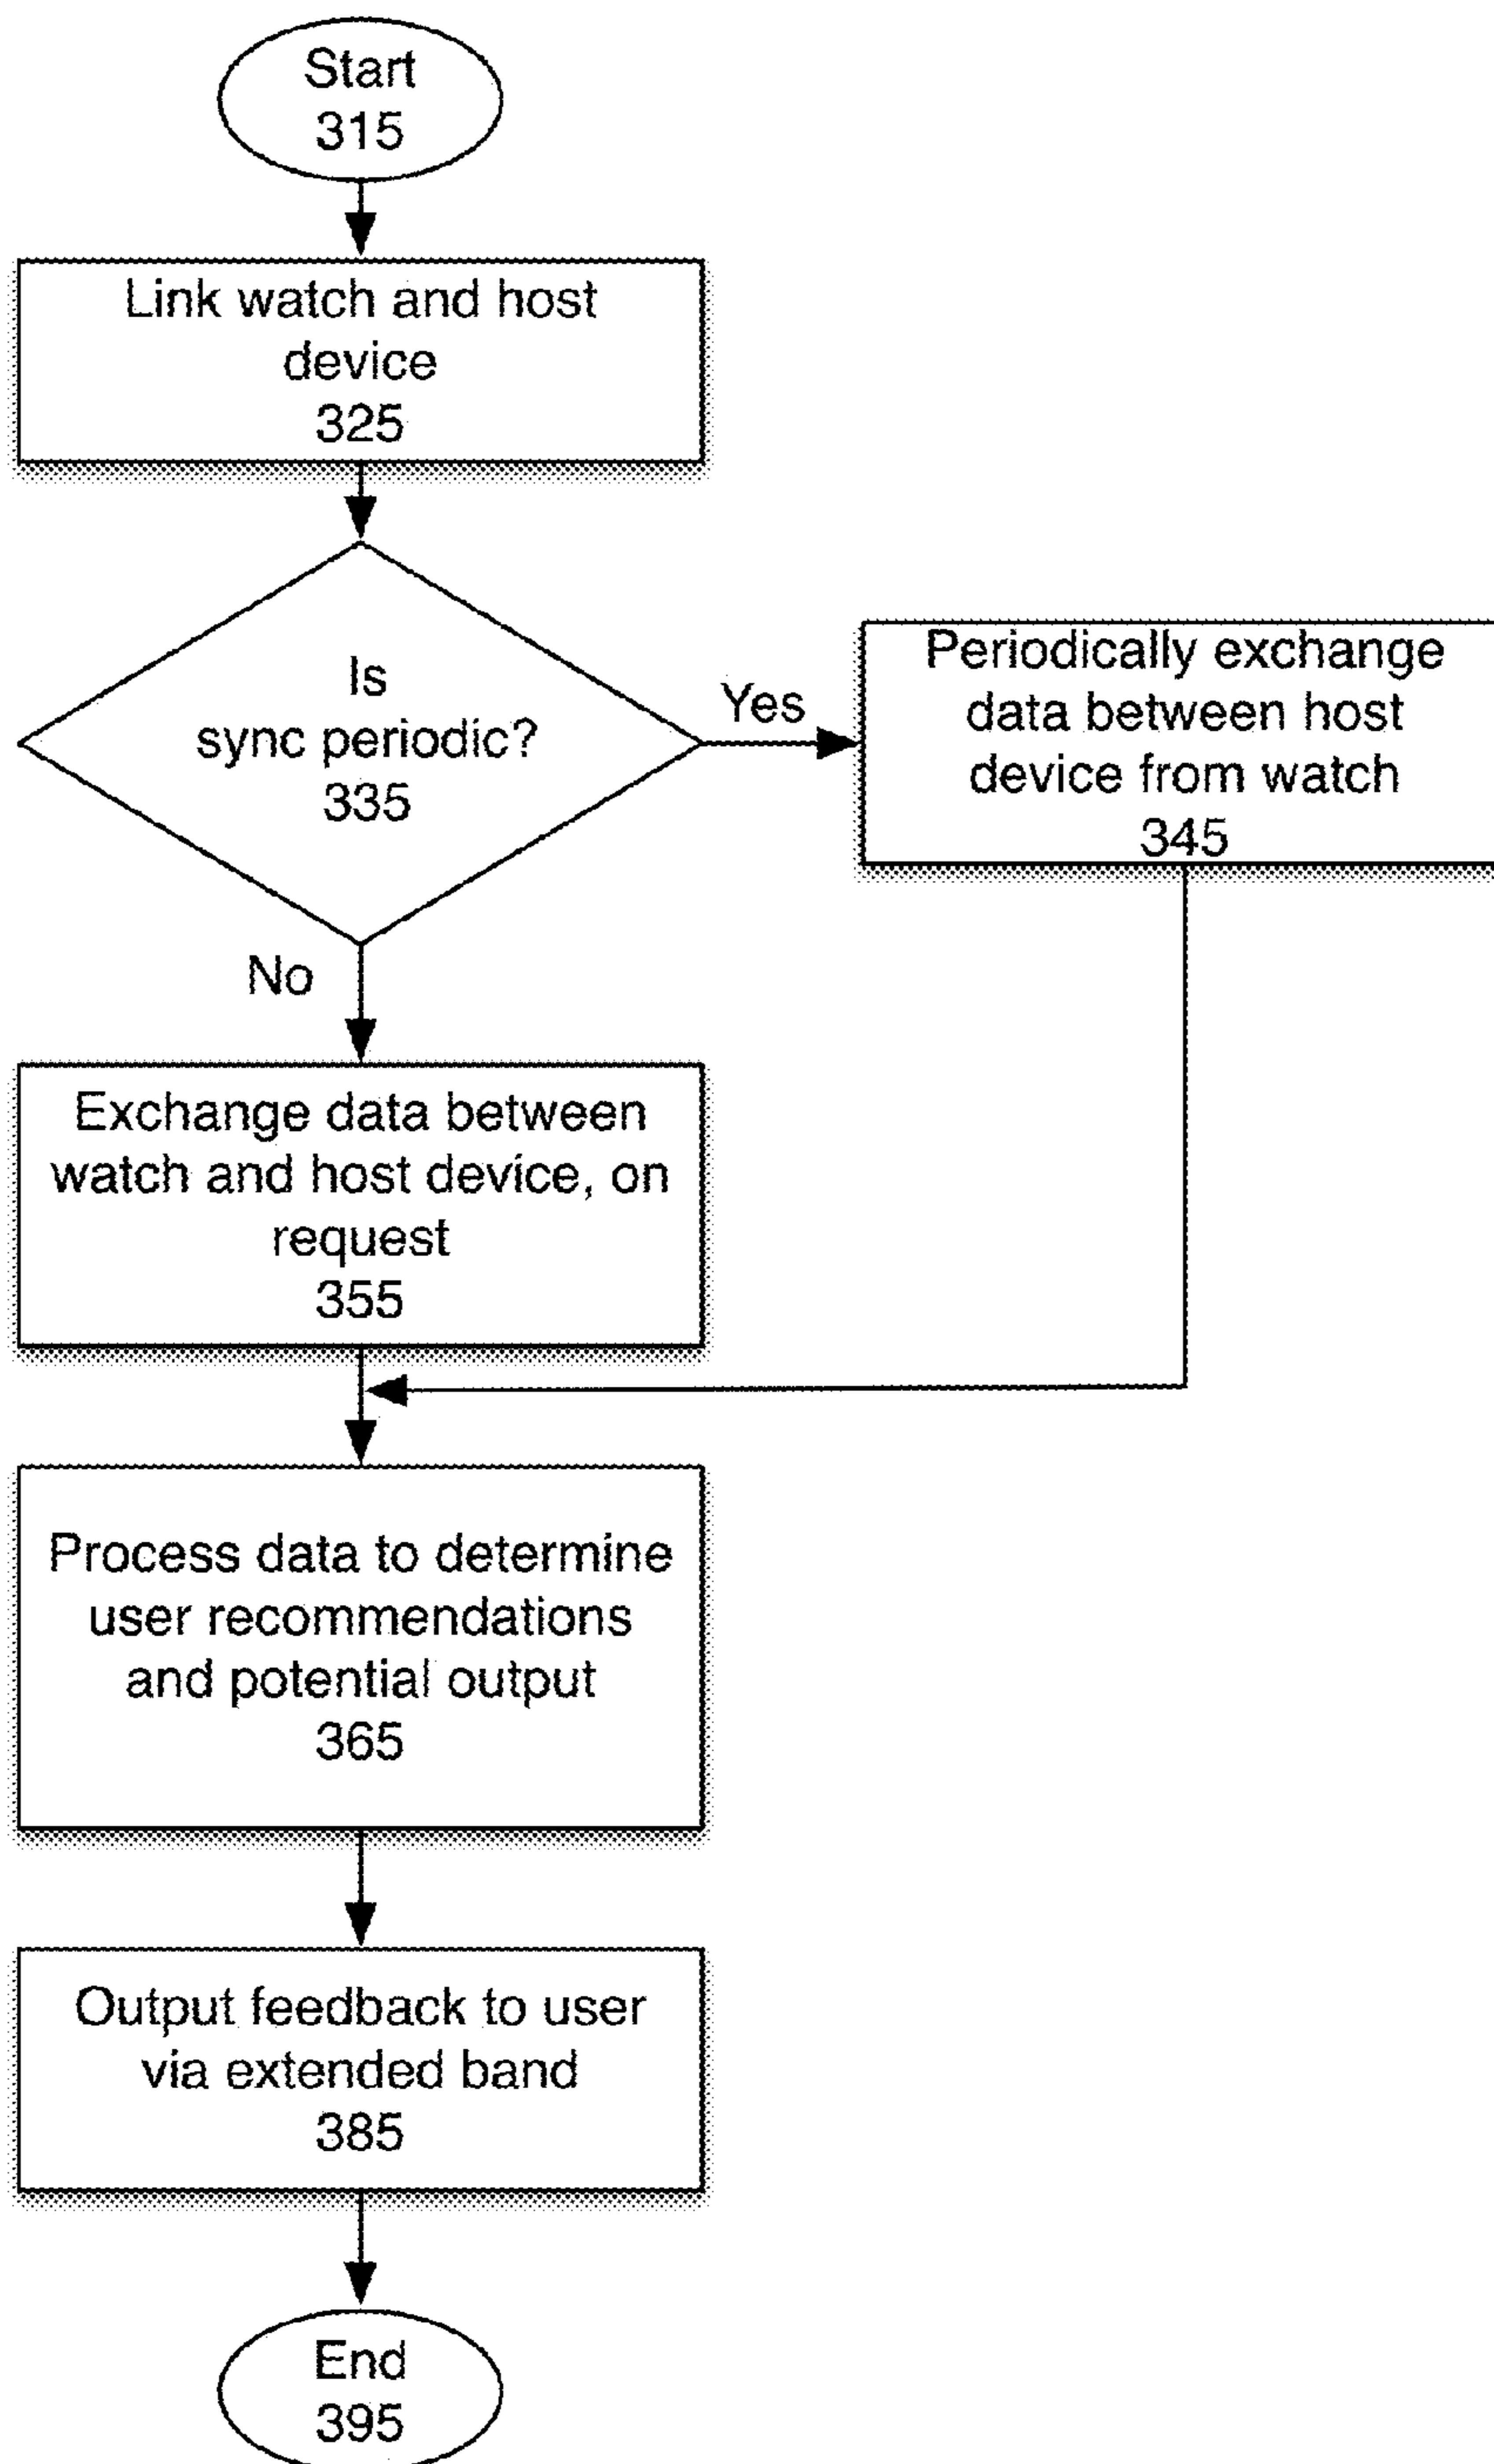 Start
315
Link watch and host
device
325
Is
sync periodic?
335
Yes
Periodically exchange
data between host
device from watch
345
No
Exchange data between
watch and host device, on
request
355
Process data to determine
user recommendations
and potential output
365
Output feedback to user
via extended band
385
End
395